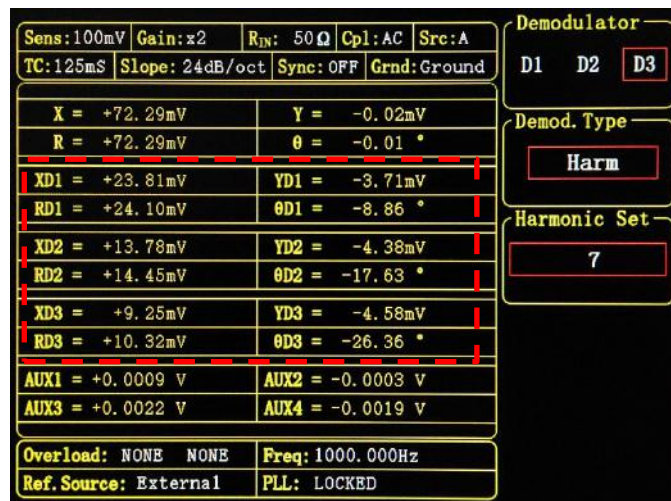 Sens:100mV Gain:x2 RIN: 50Ω Cpl:AC Src:A
TC:125mS Slope: 24dB/oct Sync:OFF Grnd:Ground
X = +72.29mV Y = -0.02mV
R = +72.29mV θ = -0.01 °
XD1 = +23.81mV YD1 = -3.71mV
RD1 = +24.10mV θD1 = -8.86 °
XD2 = +13.78mV YD2 = -4.38mV
RD2 = +14.45mV θD2 = -17.63 °
XD3 = +9.25mV YD3 = -4.58mV
RD3 = +10.32mV θD3 = -26.36 °
AUX1 = +0.0009 V AUX2 = -0.0003 V
AUX3 = +0.0022 V AUX4 = -0.0019 V
Overload: NONE NONE Freq:1000.000Hz
Ref.Source: External PLL: LOCKED
Demodulator
D1 D2 D3
Demod.Type
Harm
Harmonic Set
7